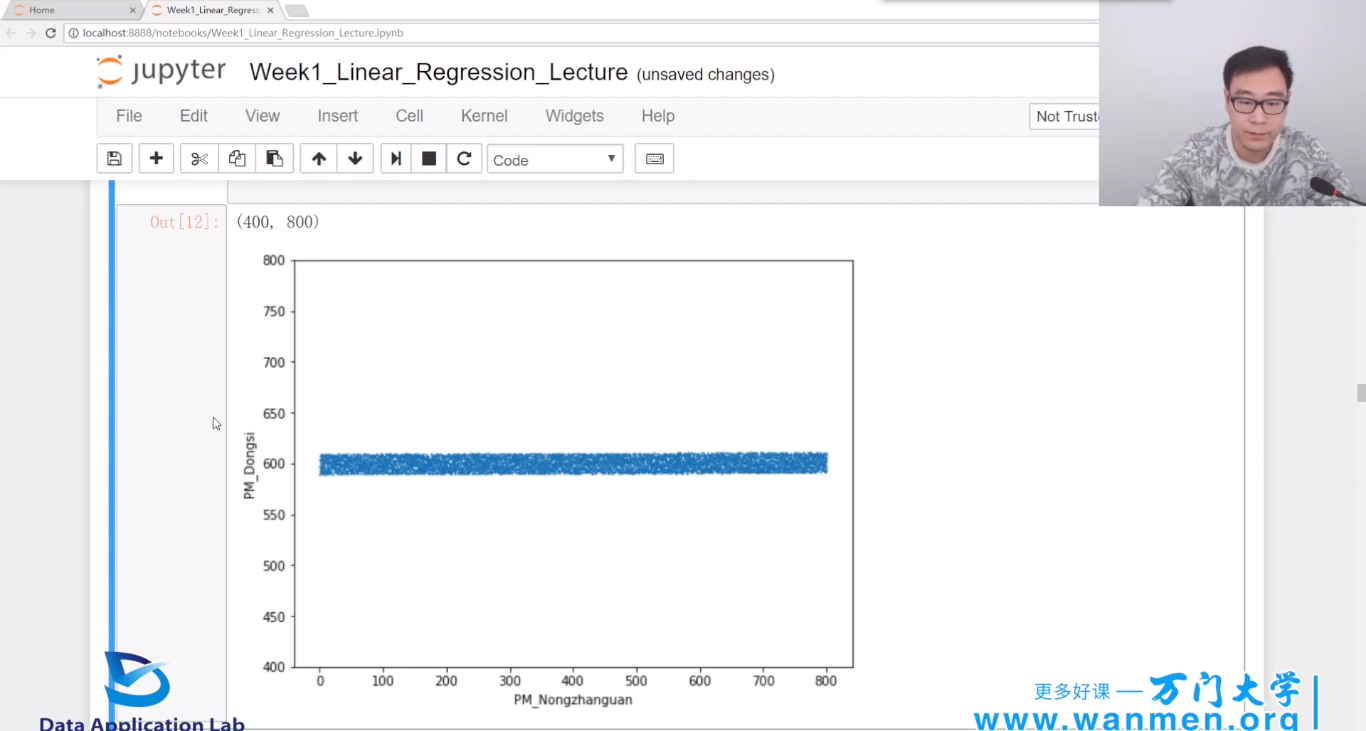 Home
Week1_Linear_Regress
localhost:8888/notebooks/Week1_Linear_Regression_Lecture.ipynb
jupyter Week1_Linear_Regression_Lecture (unsaved changes)
File Edit View Insert Cell Kernel Widgets Help
Not Trust
Code
Out[12]: (400, 800)
800
750
700
650
600
550
500
450
400
PM_Dongsi
0 100 200 300 400 500 600 700 800
PM_Nongzhanguan
Data Application Lab
更多好课 — 万门大学
www.wanmen.org